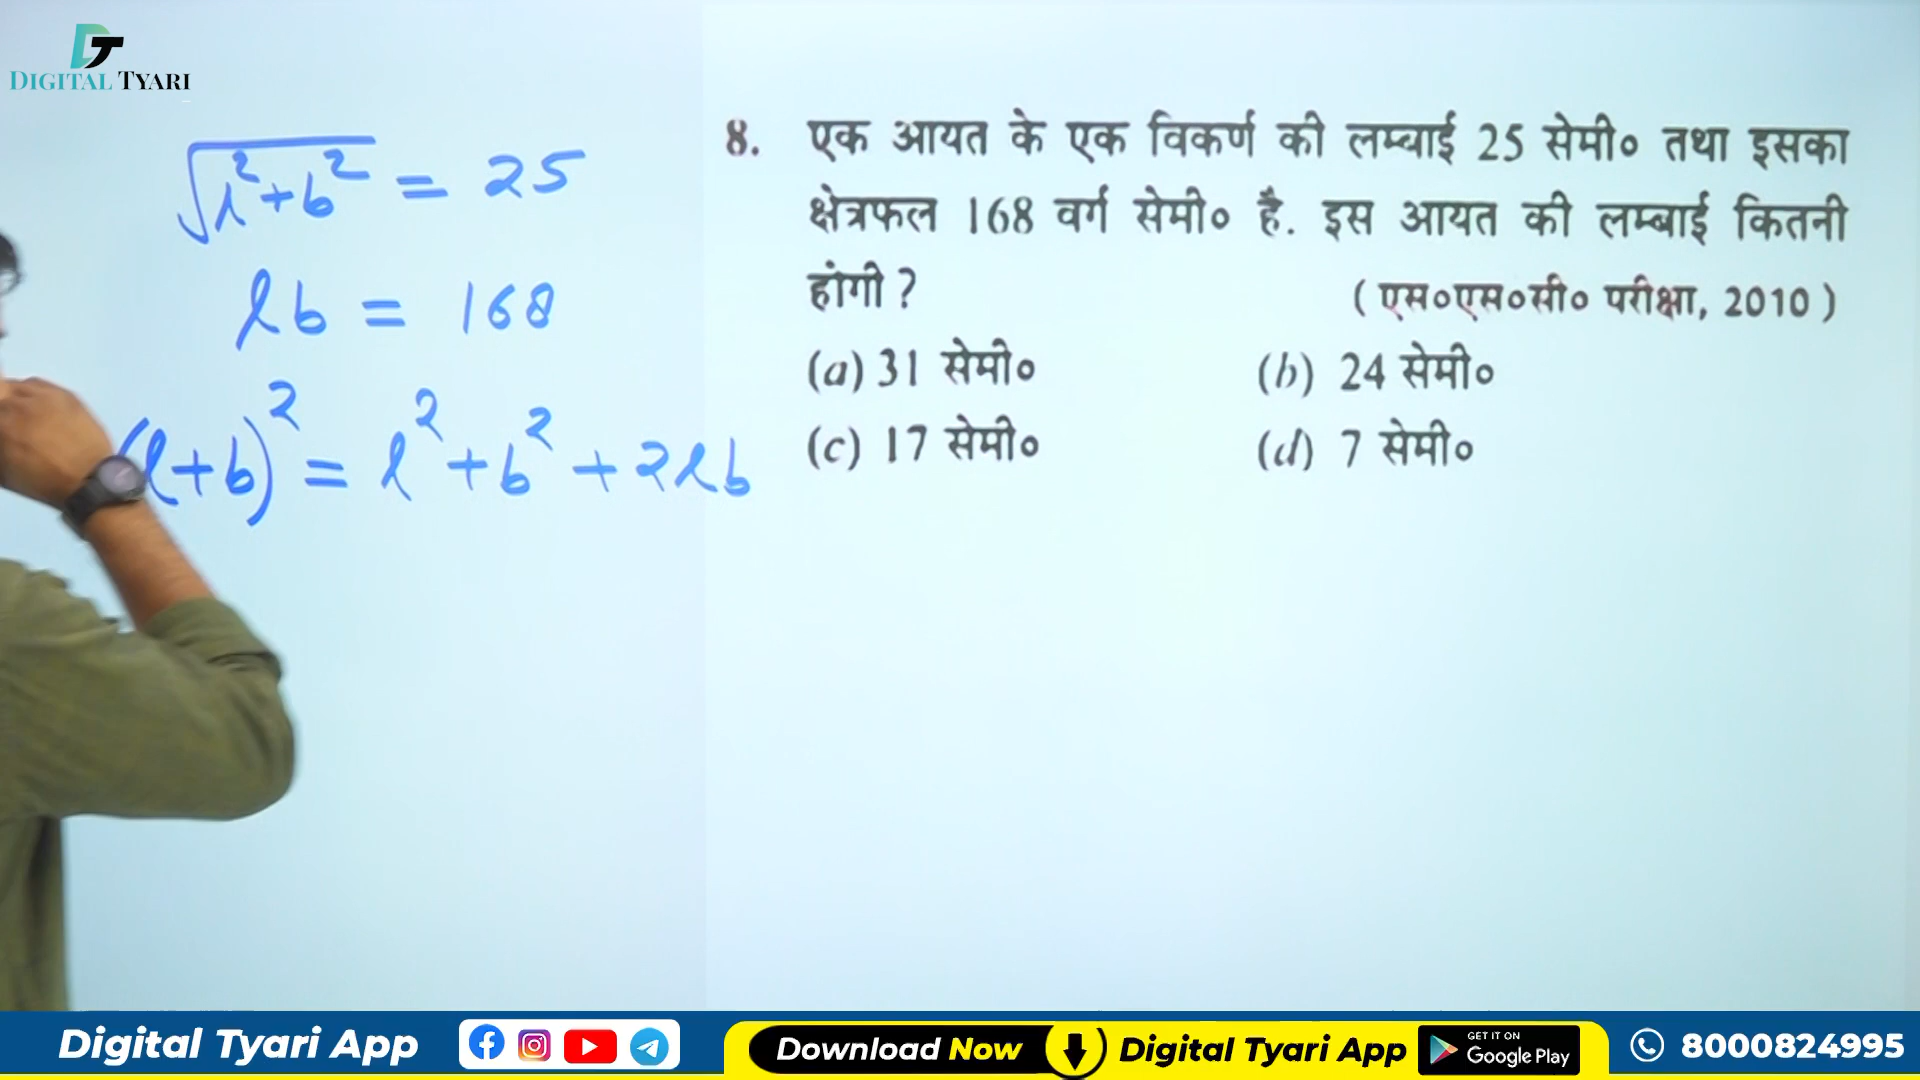 DT
DIGITAL TYARI
√l²+b² = 25
lb = 168
(l+b)² = l²+b²+2lb
8. एक आयत के एक विकर्ण की लम्बाई 25 सेमी० तथा इसका
क्षेत्रफल 168 वर्ग सेमी० है. इस आयत की लम्बाई कितनी
होगी ? ( एस०एस०सी० परीक्षा, 2010 )
(a) 31 सेमी० (b) 24 सेमी०
(c) 17 सेमी० (d) 7 सेमी०
Digital Tyari App Download Now Digital Tyari App GET IT ON Google Play 8000824995